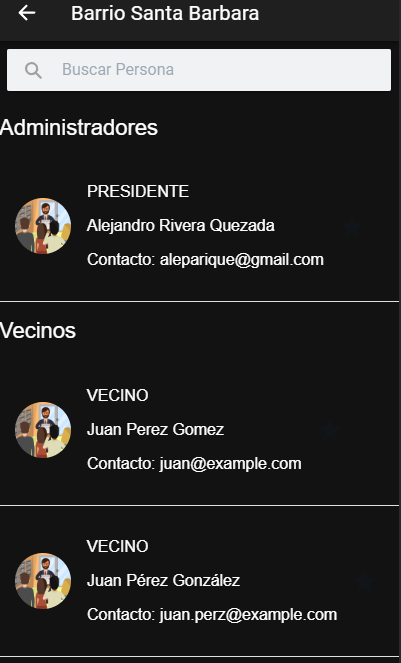 Barrio Santa Barbara
Buscar Persona
Administradores
PRESIDENTE
Alejandro Rivera Quezada
Contacto: aleparique@gmail.com
Vecinos
VECINO
Juan Perez Gomez
Contacto: juan@example.com
VECINO
Juan Pérez González
Contacto: juan.perz@example.com